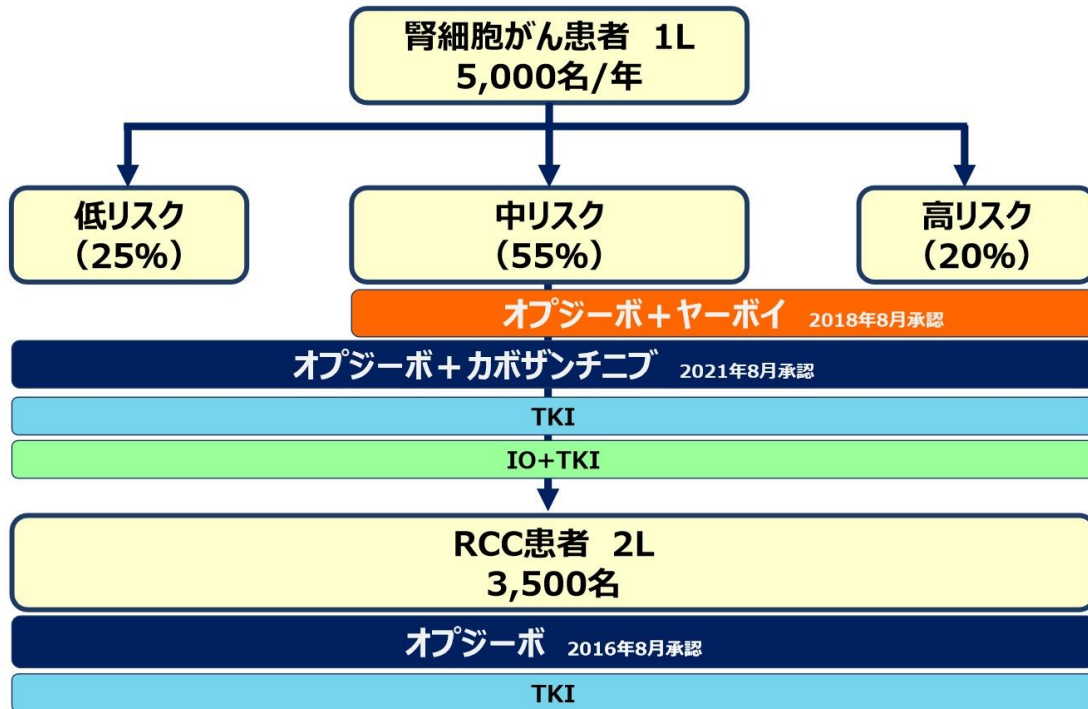 腎細胞がん患者 1L
5,000名/年
低リスク
（25%）
中リスク
（55%）
高リスク
（20%）
オプジーボ＋ヤーボイ 2018年8月承認
オプジーボ＋カボザンチニブ 2021年8月承認
TKI
IO+TKI
RCC患者 2L
3,500名
オプジーボ 2016年8月承認
TKI